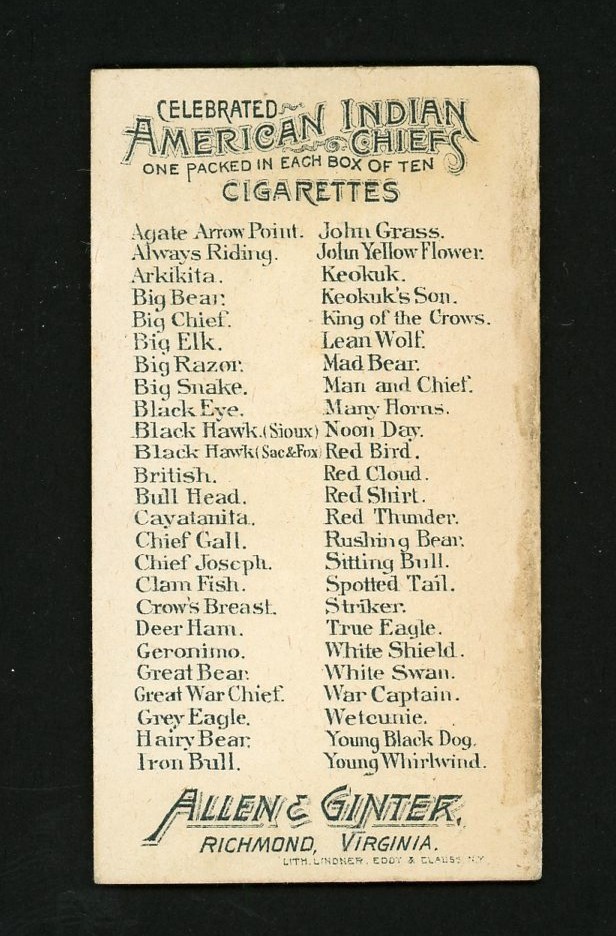 CELEBRATED
AMERICAN INDIAN
CHIEFS
ONE PACKED IN EACH BOX OF TEN
CIGARETTES
Agate Arrow Point.
Always Riding.
Arkikita.
Big Bear.
Big Chief.
Big Elk.
Big Razor.
Big Snake.
Black Eye.
Black Hawk.(Sioux)
Black Hawk(Sac&Fox)
British.
Bull Head.
Cayatanita.
Chief Gall.
Chief Joseph.
Clam Fish.
Crow's Breast.
Deer Ham.
Geronimo.
Great Bear.
Great War Chief.
Grey Eagle.
Hairy Bear.
Iron Bull.
John Grass.
John Yellow Flower.
Keokuk.
Keokuk's Son.
King of the Crows.
Lean Wolf.
Mad Bear.
Man and Chief.
Many Horns.
Noon Day.
Red Bird.
Red Cloud.
Red Shirt.
Red Thunder.
Rushing Bear.
Sitting Bull.
Spotted Tail.
Striker.
True Eagle.
White Shield.
White Swan.
War Captain.
Wetcunie.
Young Black Dog.
Young Whirlwind.
ALLEN & GINTER,
RICHMOND, VIRGINIA.
LITH. LINDNER, EDDY & CLAUSS N.Y.